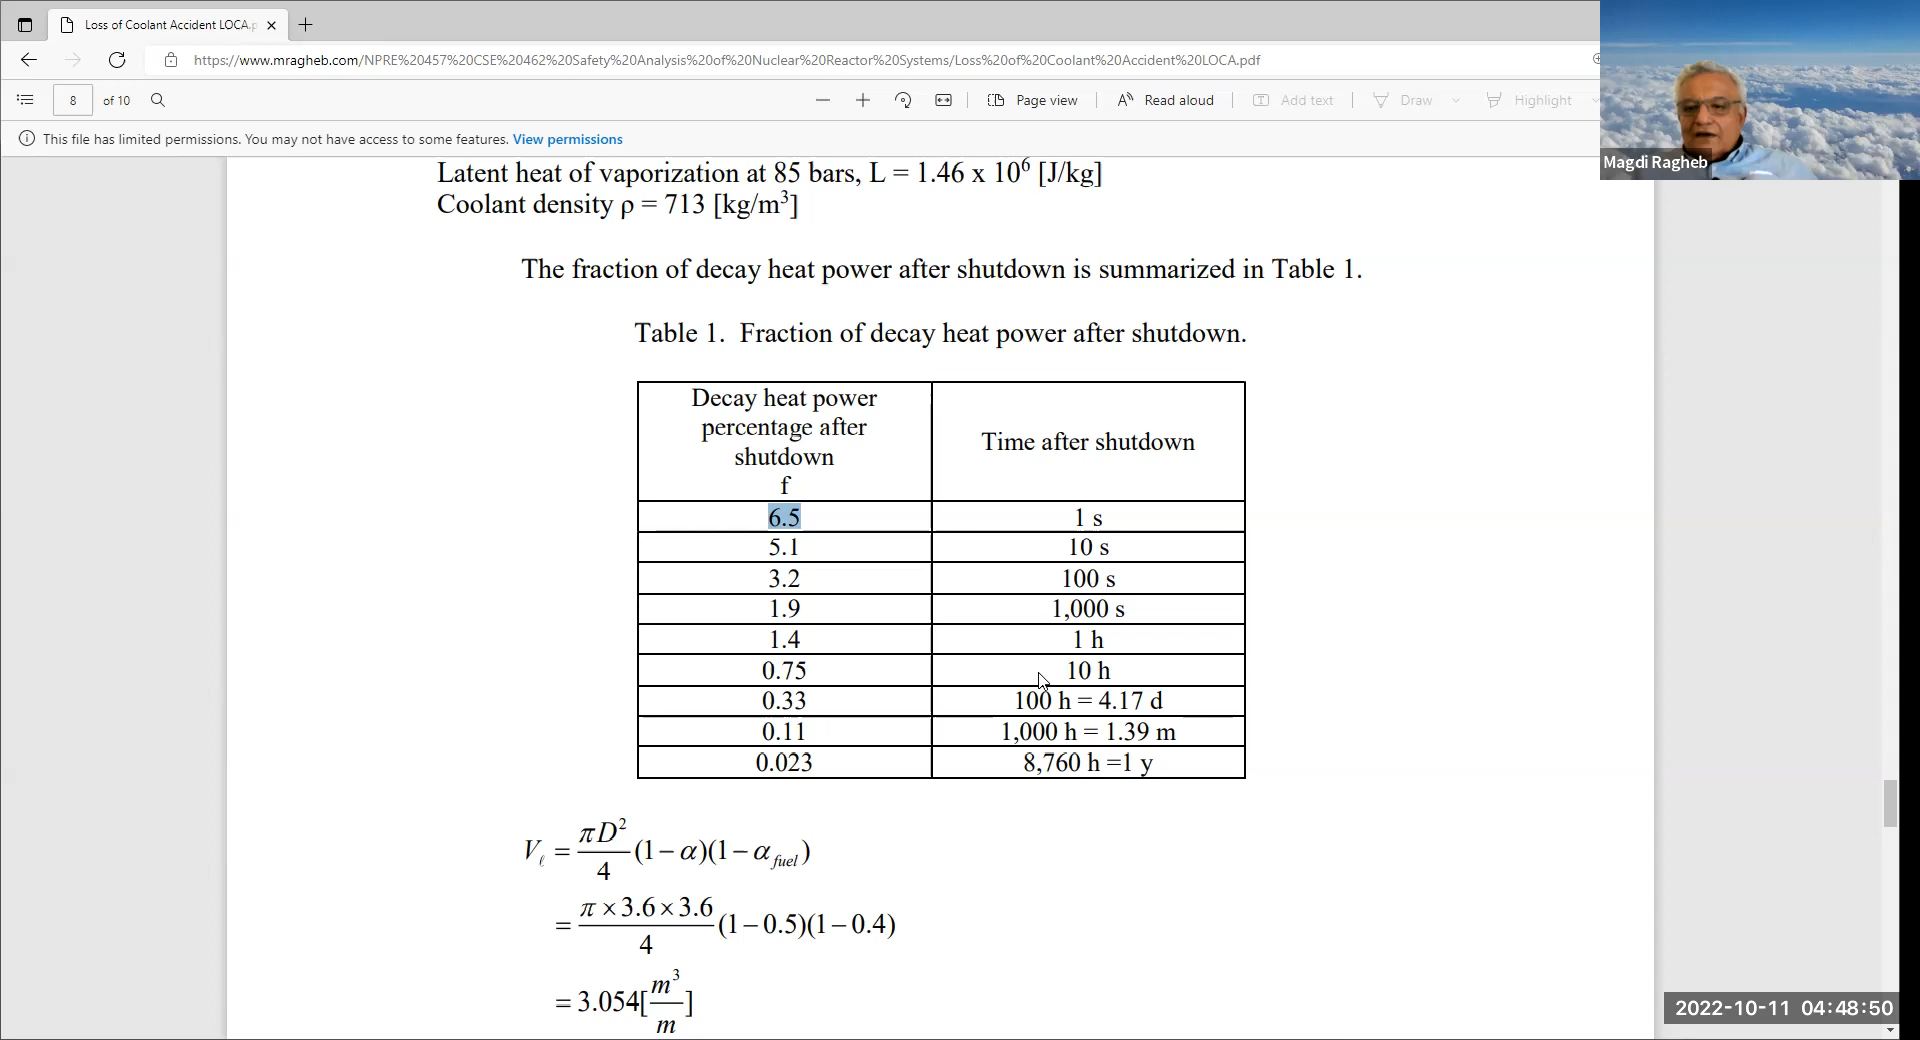 Loss of Coolant Accident LOCA.p
https://www.mragheb.com/NPRE%20457%20CSE%20462%20Safety%20Analysis%20of%20Nuclear%20Reactor%20Systems/Loss%20of%20Coolant%20Accident%20LOCA.pdf
8 of 10
Page view
Read aloud
Add text
Draw
Highlight
This file has limited permissions. You may not have access to some features. View permissions
Magdi Ragheb
Latent heat of vaporization at 85 bars, L = 1.46 x 10⁶ [J/kg]
Coolant density ρ = 713 [kg/m³]
The fraction of decay heat power after shutdown is summarized in Table 1.
Table 1. Fraction of decay heat power after shutdown.
Decay heat power
percentage after
shutdown
f
Time after shutdown
6.5 1 s
5.1 10 s
3.2 100 s
1.9 1,000 s
1.4 1 h
0.75 10 h
0.33 100 h = 4.17 d
0.11 1,000 h = 1.39 m
0.023 8,760 h =1 y
V_ℓ = πD²/4 (1 − α)(1 − α_fuel)
= π × 3.6 × 3.6/4 (1 − 0.5)(1 − 0.4)
= 3.054[m³/m]
2022-10-11 04:48:50